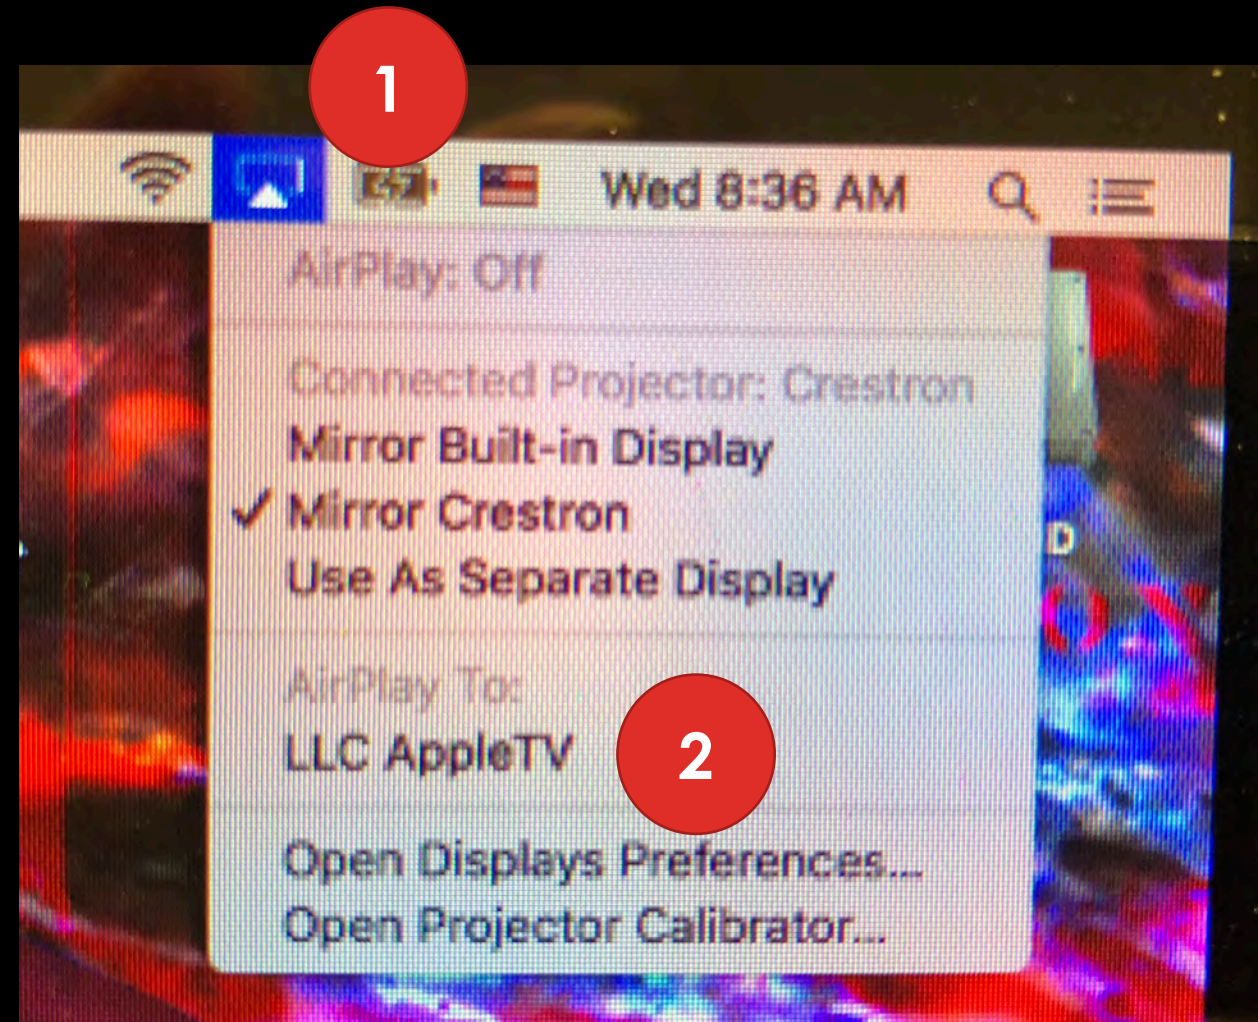 1
Wed 8:36 AM
AirPlay: Off
Connected Projector: Crestron
Mirror Built-in Display
✓ Mirror Crestron
Use As Separate Display
D
AirPlay To:
LLC AppleTV
2
Open Displays Preferences...
Open Projector Calibrator...